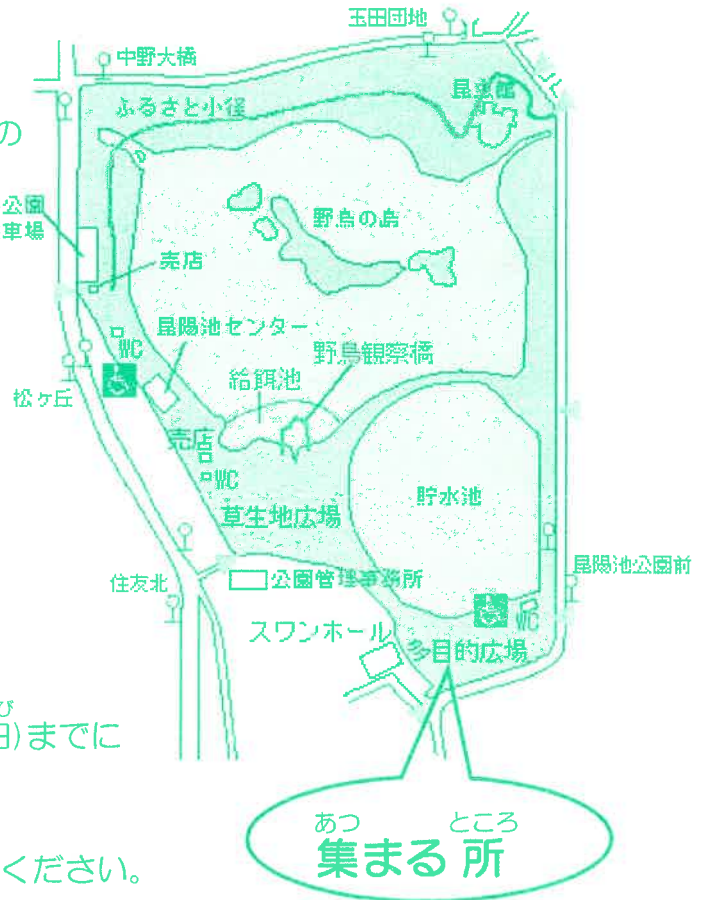 玉田団地
中野大橋
昆虫館
ふるさと小径
の
公園
車場
野鳥の島
売店
昆陽池センター
WC
野鳥観察橋
給餌池
松ヶ丘
売店
WC
貯水池
草生地広場
昆陽池公園前
住友北
公園管理事務所
WC
スワンホール
多目的広場
び
日)までに
あつ ところ
集まる 所
ください。